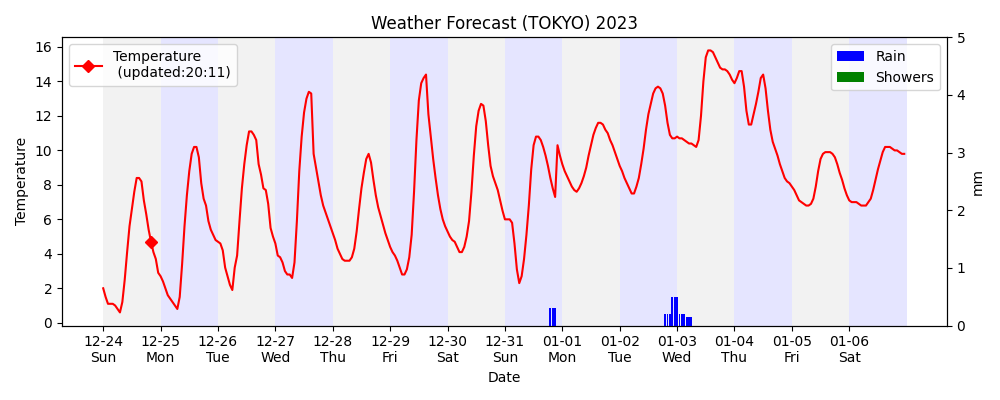 Weather Forecast (TOKYO) 2023
Temperature
(updated:20:11)
Rain
Showers
Temperature
16
14
12
10
8
6
4
2
0
5
4
3
2
1
0
mm
12-24 12-25 12-26 12-27 12-28 12-29 12-30 12-31 01-01 01-02 01-03 01-04 01-05 01-06
Sun Mon Tue Wed Thu Fri Sat Sun Mon Tue Wed Thu Fri Sat
Date